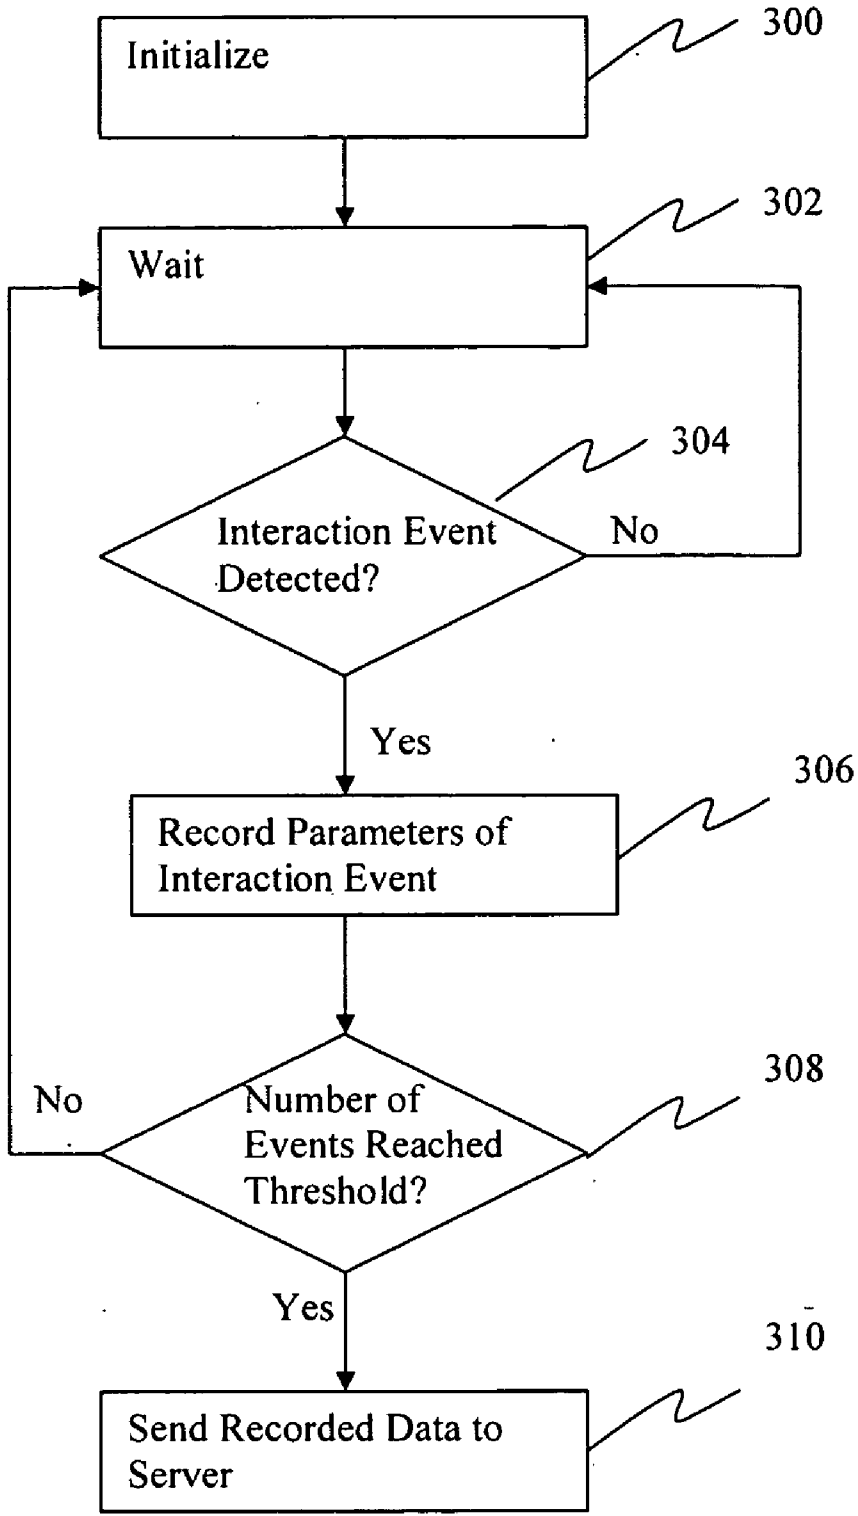 300
Initialize
302
Wait
304
Interaction Event
Detected?
No
Yes
306
Record Parameters of
Interaction Event
308
No
Number of
Events Reached
Threshold?
Yes
310
Send Recorded Data to
Server